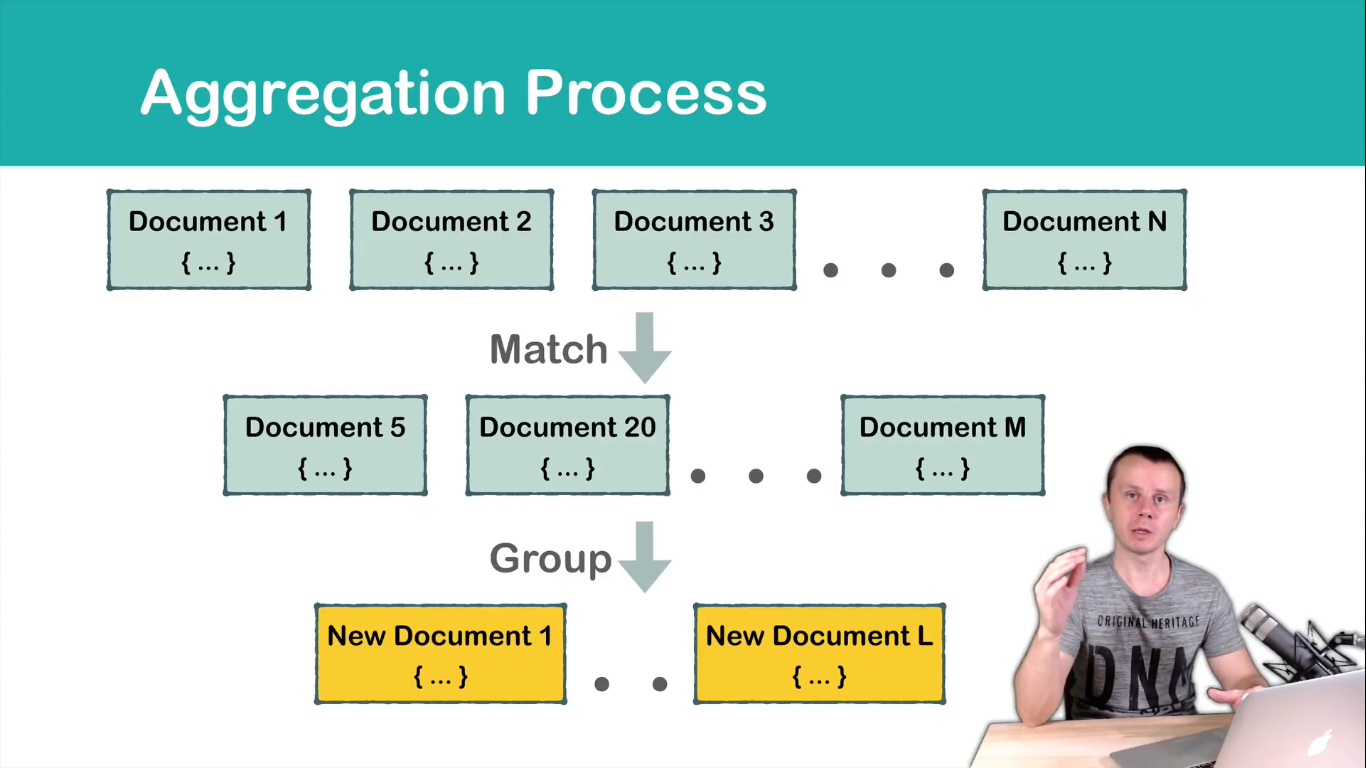 Aggregation Process
Document 1
{ ... }
Document 2
{ ... }
Document 3
{ ... }
Document N
{ ... }
Match
Document 5
{ ... }
Document 20
{ ... }
Document M
{ ... }
Group
New Document 1
{ ... }
New Document L
{ ... }
ORIGINAL HERITAGE
DNA